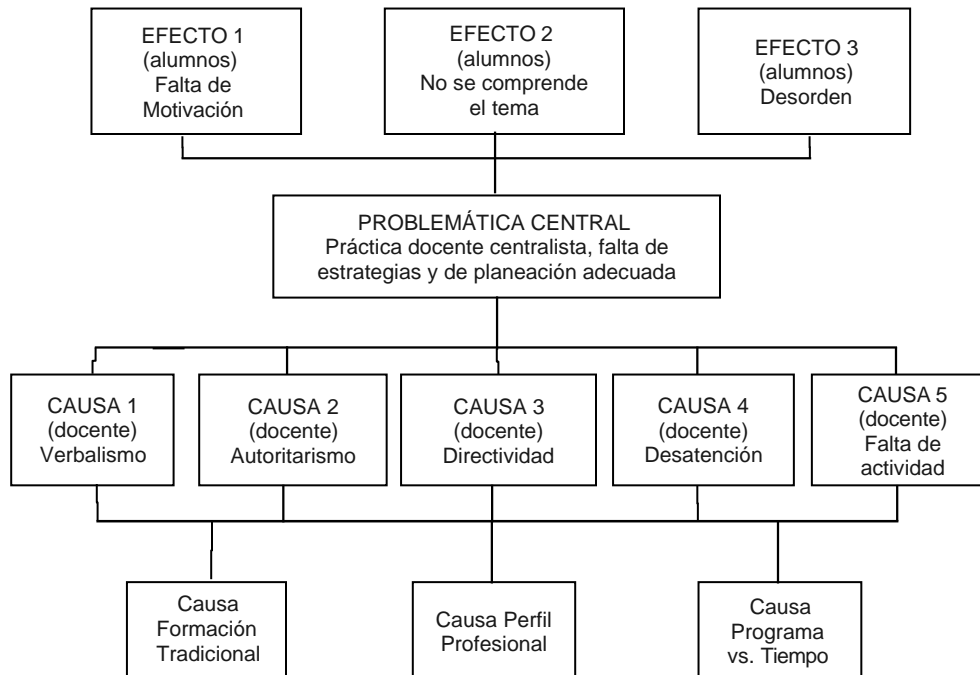 EFECTO 1
(alumnos)
Falta de
Motivación
EFECTO 2
(alumnos)
No se comprende
el tema
EFECTO 3
(alumnos)
Desorden
PROBLEMÁTICA CENTRAL
Práctica docente centralista, falta de
estrategias y de planeación adecuada
CAUSA 1
(docente)
Verbalismo
CAUSA 2
(docente)
Autoritarismo
CAUSA 3
(docente)
Directividad
CAUSA 4
(docente)
Desatención
CAUSA 5
(docente)
Falta de
actividad
Causa
Formación
Tradicional
Causa Perfil
Profesional
Causa
Programa
vs. Tiempo